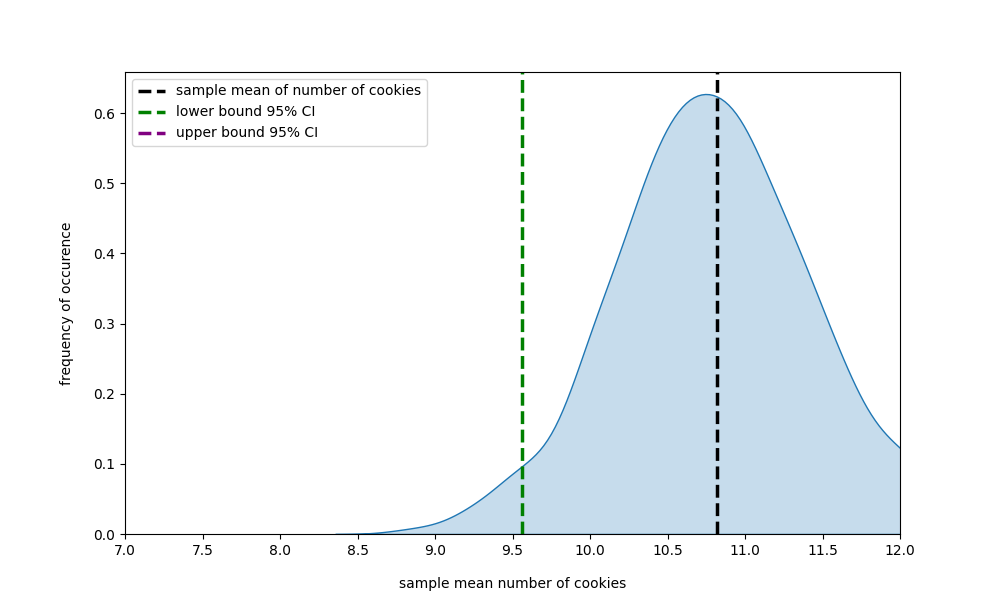 sample mean of number of cookies
lower bound 95% CI
upper bound 95% CI
0.6
0.5
0.4
0.3
0.2
0.1
0.0
frequency of occurence
7.0 7.5 8.0 8.5 9.0 9.5 10.0 10.5 11.0 11.5 12.0
sample mean number of cookies